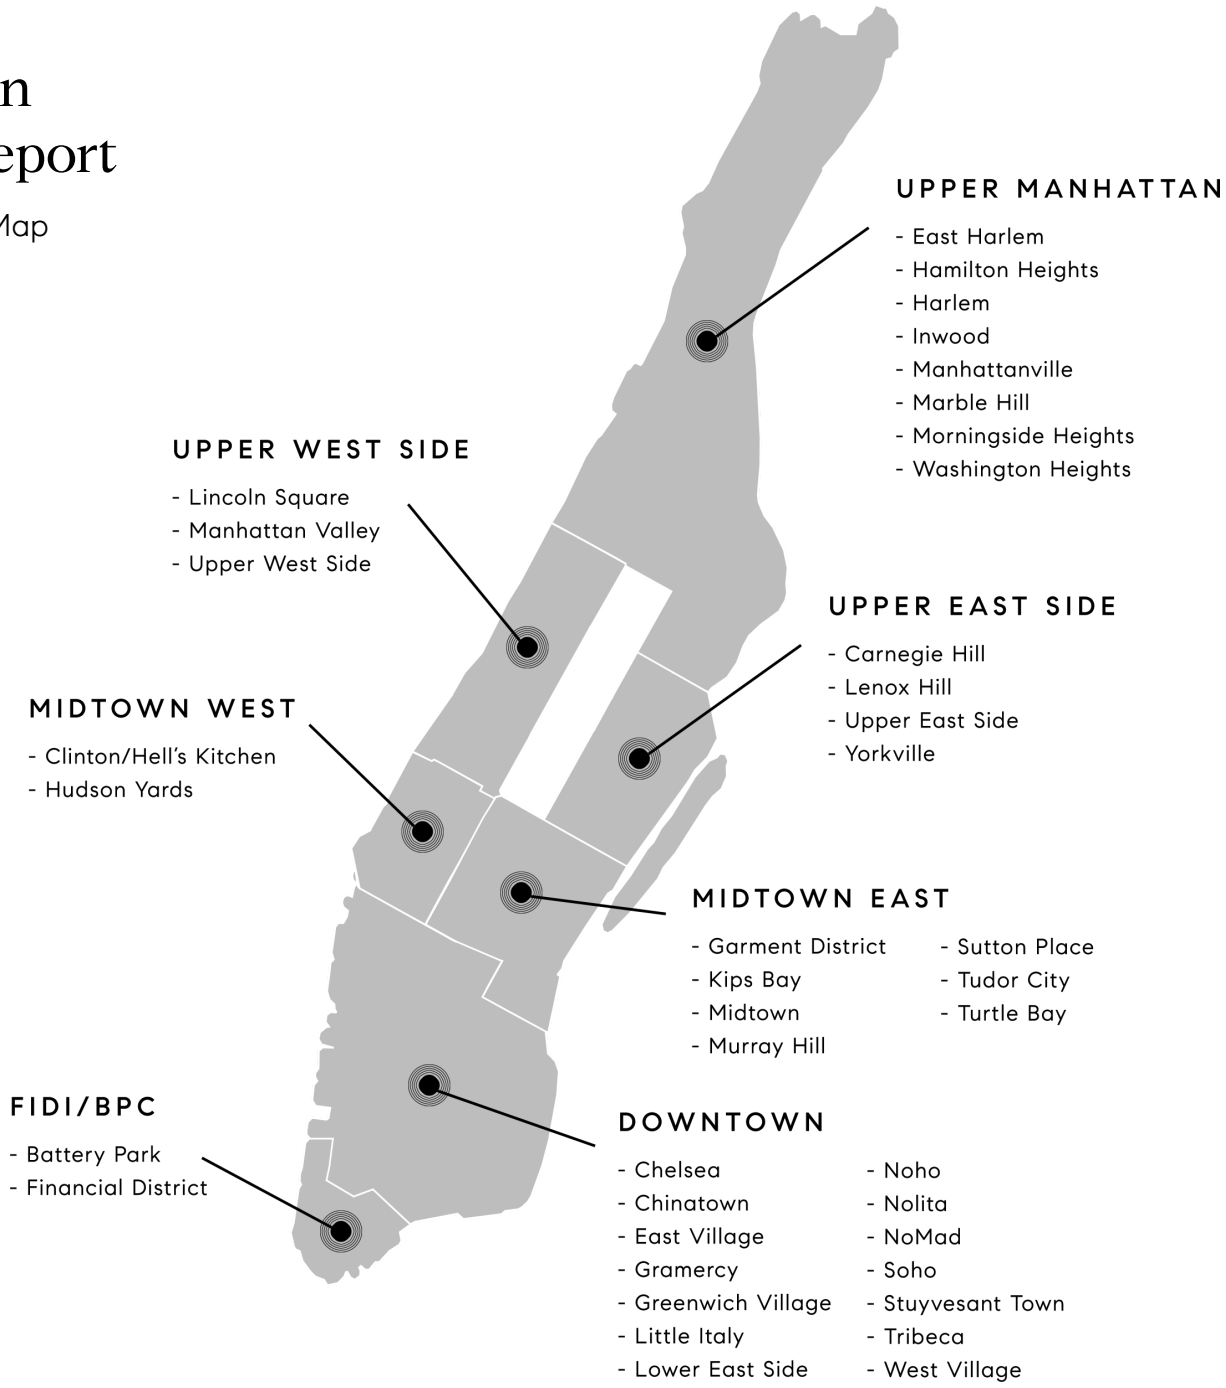 n
eport
Map
UPPER MANHATTAN
- East Harlem
- Hamilton Heights
- Harlem
- Inwood
- Manhattanville
- Marble Hill
- Morningside Heights
- Washington Heights
UPPER WEST SIDE
- Lincoln Square
- Manhattan Valley
- Upper West Side
UPPER EAST SIDE
- Carnegie Hill
- Lenox Hill
- Upper East Side
- Yorkville
MIDTOWN WEST
- Clinton/Hell's Kitchen
- Hudson Yards
MIDTOWN EAST
- Garment District
- Kips Bay
- Midtown
- Murray Hill
- Sutton Place
- Tudor City
- Turtle Bay
FIDI/BPC
- Battery Park
- Financial District
DOWNTOWN
- Chelsea
- Chinatown
- East Village
- Gramercy
- Greenwich Village
- Little Italy
- Lower East Side
- Noho
- Nolita
- NoMad
- Soho
- Stuyvesant Town
- Tribeca
- West Village